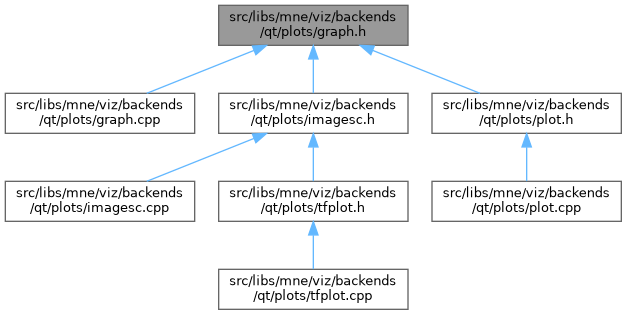 src/libs/mne/viz/backends
/qt/plots/graph.h
src/libs/mne/viz/backends
/qt/plots/graph.cpp
src/libs/mne/viz/backends
/qt/plots/imagesc.h
src/libs/mne/viz/backends
/qt/plots/plot.h
src/libs/mne/viz/backends
/qt/plots/imagesc.cpp
src/libs/mne/viz/backends
/qt/plots/tfplot.h
src/libs/mne/viz/backends
/qt/plots/plot.cpp
src/libs/mne/viz/backends
/qt/plots/tfplot.cpp